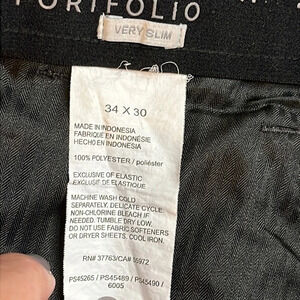 PORTFOLIO
VERY SLIM
34 X 30
MADE IN INDONESIA
FABRIQUÉ EN INDONÉSIE
HECHO EN INDONESIA
100% POLYESTER / poliéster
EXCLUSIVE OF ELASTIC
EXCLUSIF DE ELASTIQUE
MACHINE WASH COLD
SEPARATELY, DELICATE CYCLE.
NON-CHLORINE BLEACH IF
NEEDED. TUMBLE DRY LOW.
DO NOT USE FABRIC SOFTENERS
OR DRYER SHEETS. COOL IRON.
RN# 37763/CA# 16972
PS45265 / PS45489 / PS45490 /
6005